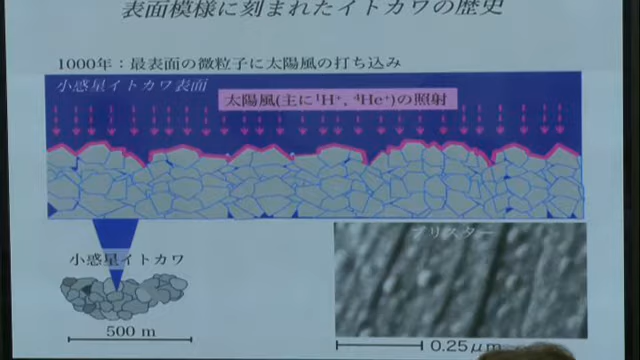 表面模様に刻まれたイトカワの歴史
1000年：最表面の微粒子に太陽風の打ち込み
小惑星イトカワ表面
太陽風(主に¹H⁺, ⁴He⁺)の照射
ブリスター
小惑星イトカワ
500 m
0.25μm